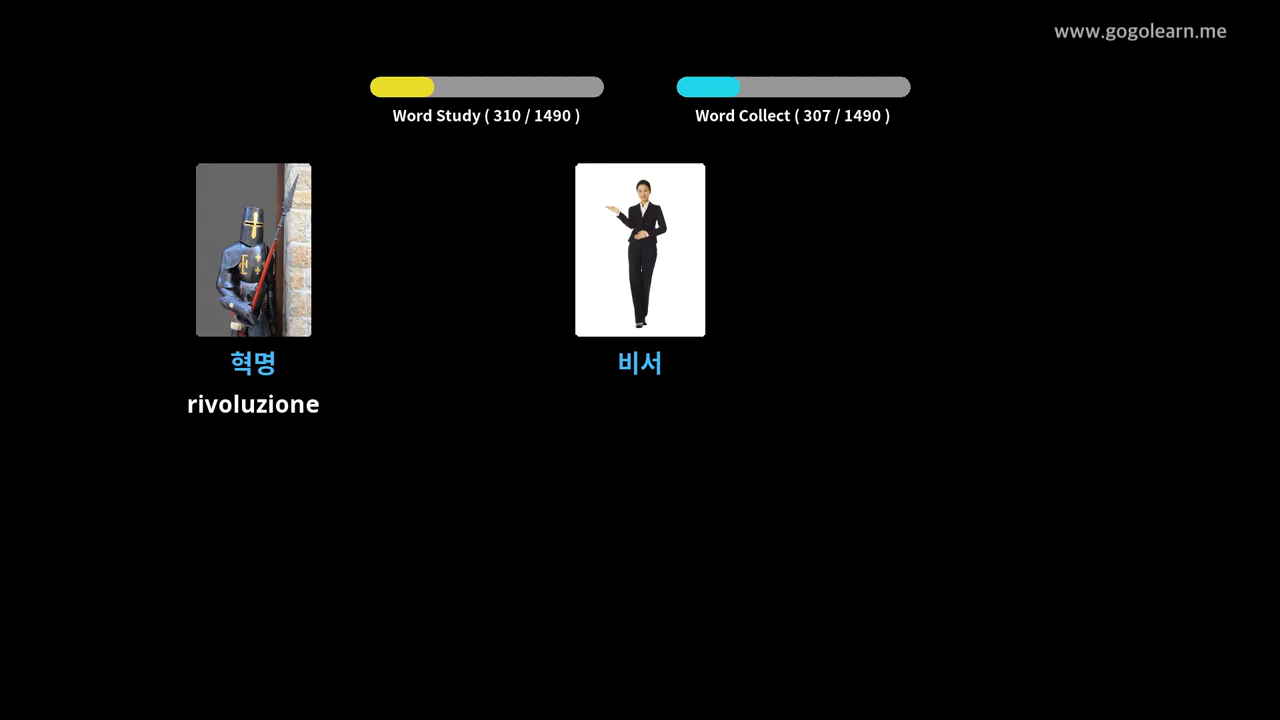 www.gogolearn.me
Word Study ( 310 / 1490 )
Word Collect ( 307 / 1490 )
혁명
rivoluzione
비서